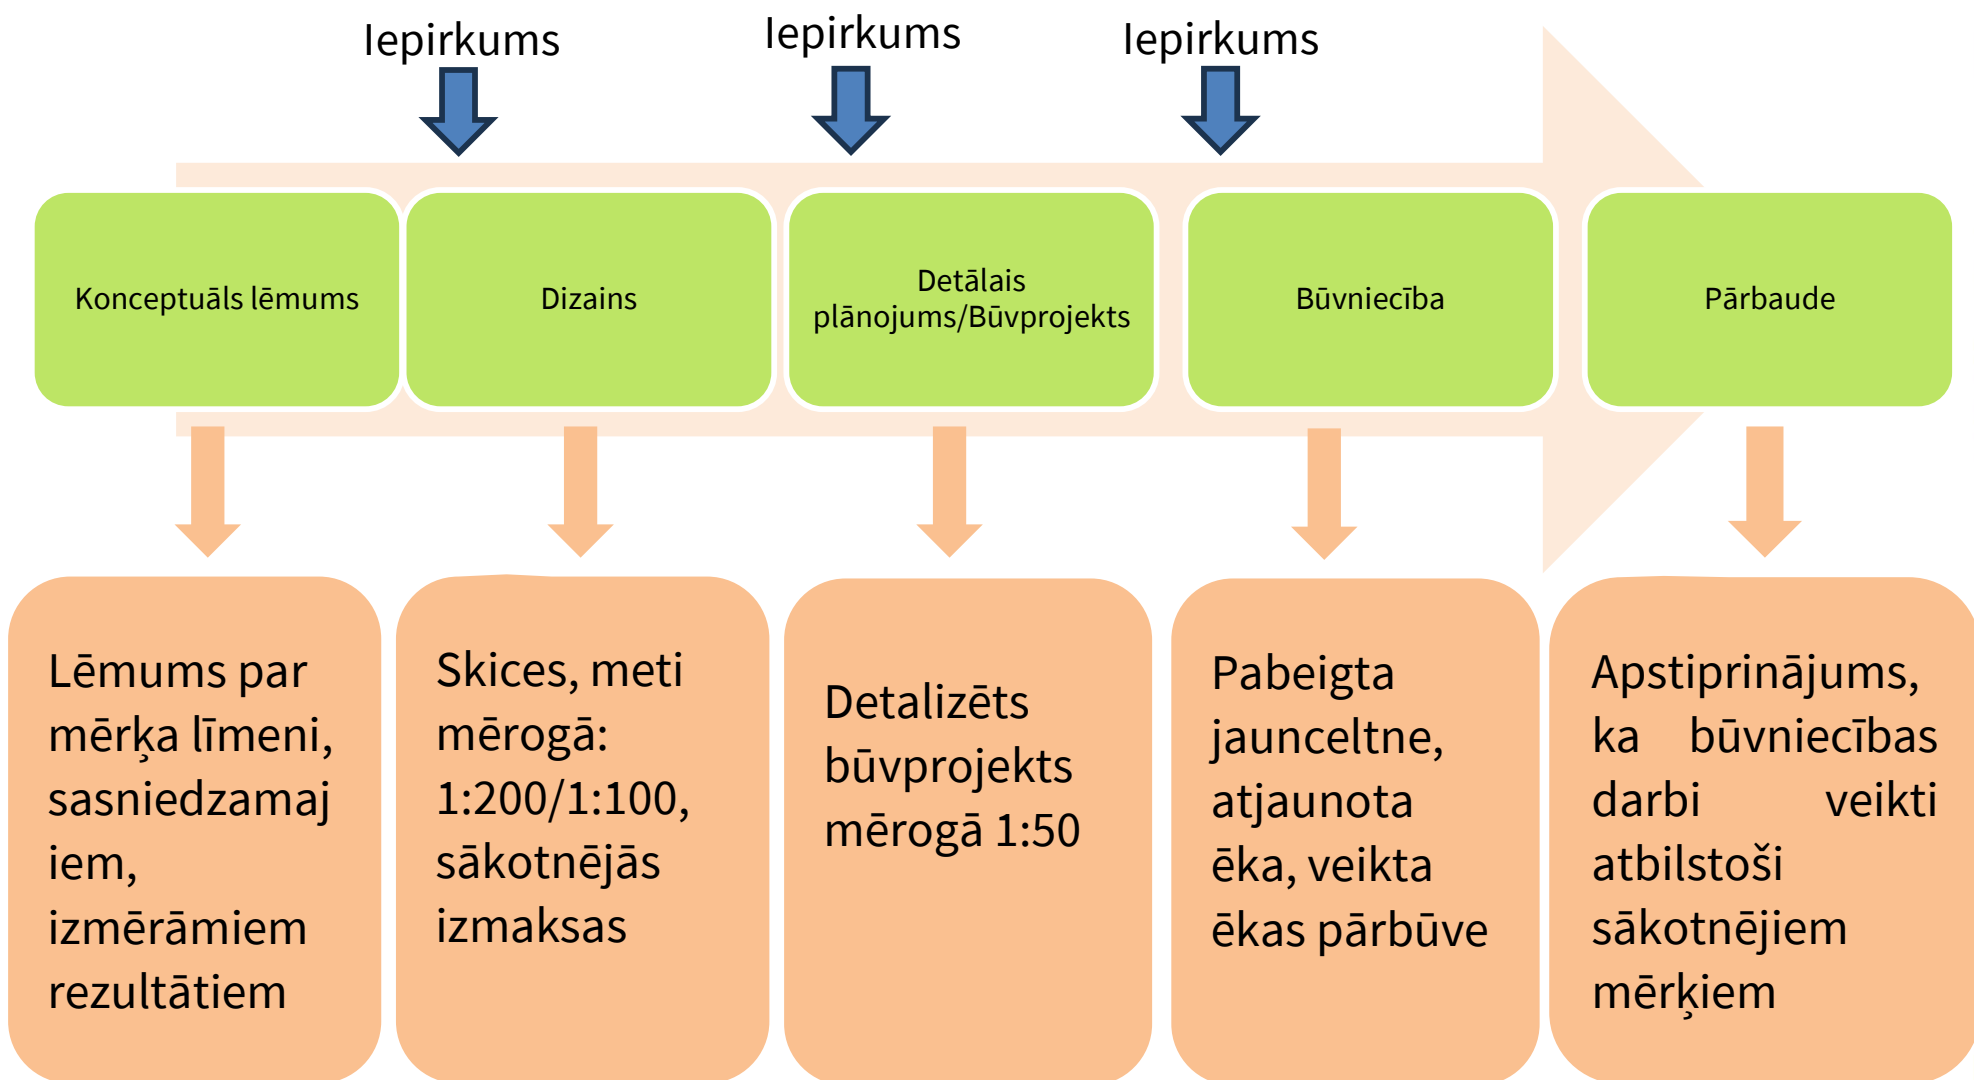 Iepirkums
Iepirkums
Iepirkums
Konceptuāls lēmums
Dizains
Detālais
plānojums/Būvprojekts
Būvniecība
Pārbaude
Lēmums par
mērķa līmeni,
sasniedzamaj
iem,
izmērāmiem
rezultātiem
Skices, meti
mērogā:
1:200/1:100,
sākotnējās
izmaksas
Detalizēts
būvprojekts
mērogā 1:50
Pabeigta
jaunceltne,
atjaunota
ēka, veikta
ēkas pārbūve
Apstiprinājums,
ka būvniecības
darbi veikti
atbilstoši
sākotnējiem
mērķiem